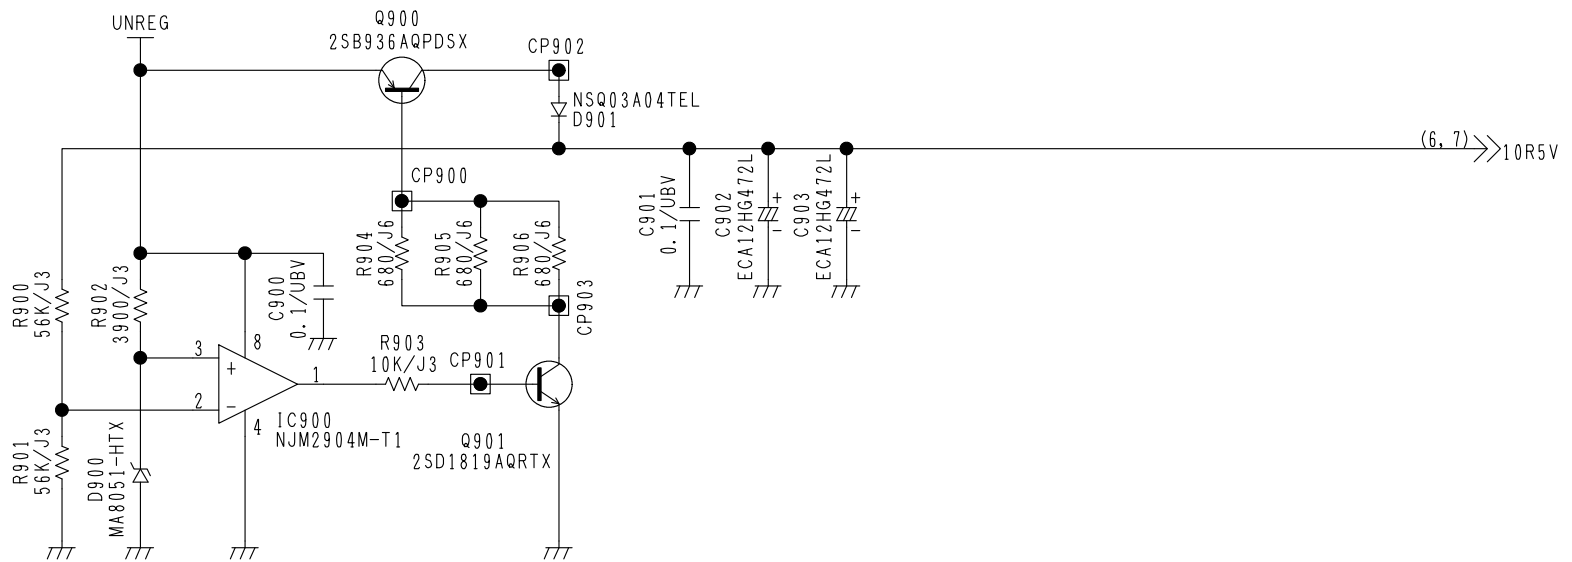 UNREG
Q900
2SB936AQPDSX
CP902
NSQ03A04TEL
D901
(6, 7)
10R5V
CP900
R904
680/J6
R905
680/J6
R906
680/J6
C901
0.1/UBV
C902
ECA12HG472L
+
-
C903
ECA12HG472L
+
-
R900
56K/J3
R902
3900/J3
C900
0.1/UBV
CP903
3
8
+
1
R903
10K/J3
CP901
2
-
4
IC900
NJM2904M-T1
Q901
2SD1819AQRTX
R901
56K/J3
D900
MA8051-HTX